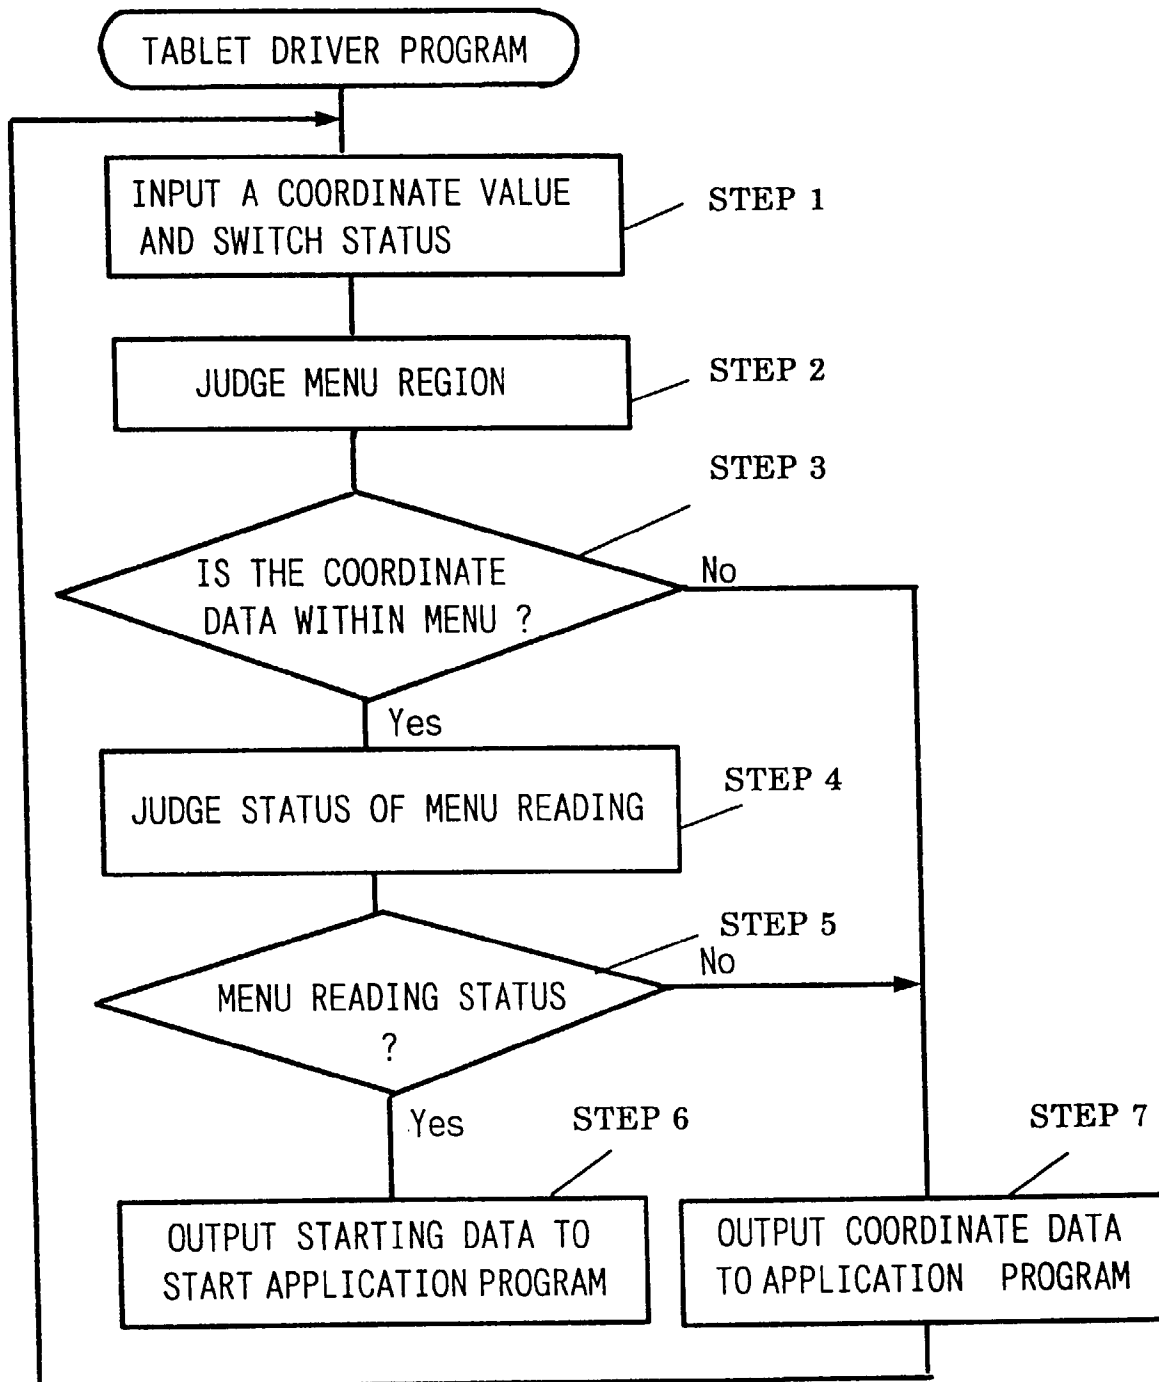 TABLET DRIVER PROGRAM
INPUT A COORDINATE VALUE
AND SWITCH STATUS
STEP 1
JUDGE MENU REGION
STEP 2
STEP 3
IS THE COORDINATE
DATA WITHIN MENU ?
No
Yes
JUDGE STATUS OF MENU READING
STEP 4
STEP 5
MENU READING STATUS
?
No
Yes
STEP 6
STEP 7
OUTPUT STARTING DATA TO
START APPLICATION PROGRAM
OUTPUT COORDINATE DATA
TO APPLICATION PROGRAM